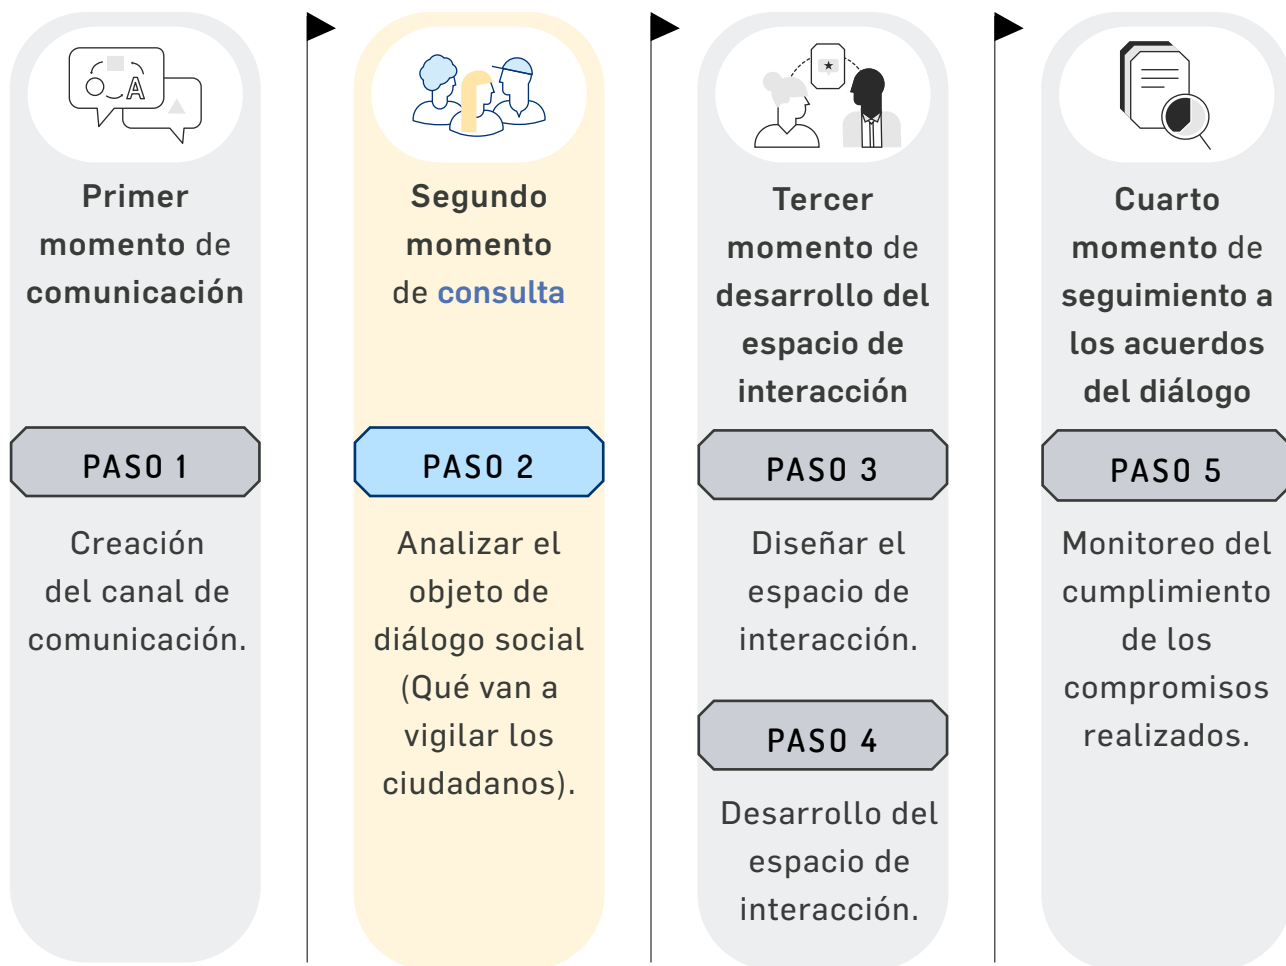 A
Primer
momento de
comunicación
PASO 1
Creación
del canal de
comunicación.
Segundo
momento
de consulta
PASO 2
Analizar el
objeto de
diálogo social
(Qué van a
vigilar los
ciudadanos).
Tercer
momento de
desarrollo del
espacio de
interacción
PASO 3
Diseñar el
espacio de
interacción.
PASO 4
Desarrollo del
espacio de
interacción.
Cuarto
momento de
seguimiento a
los acuerdos
del diálogo
PASO 5
Monitoreo del
cumplimiento
de los
compromisos
realizados.